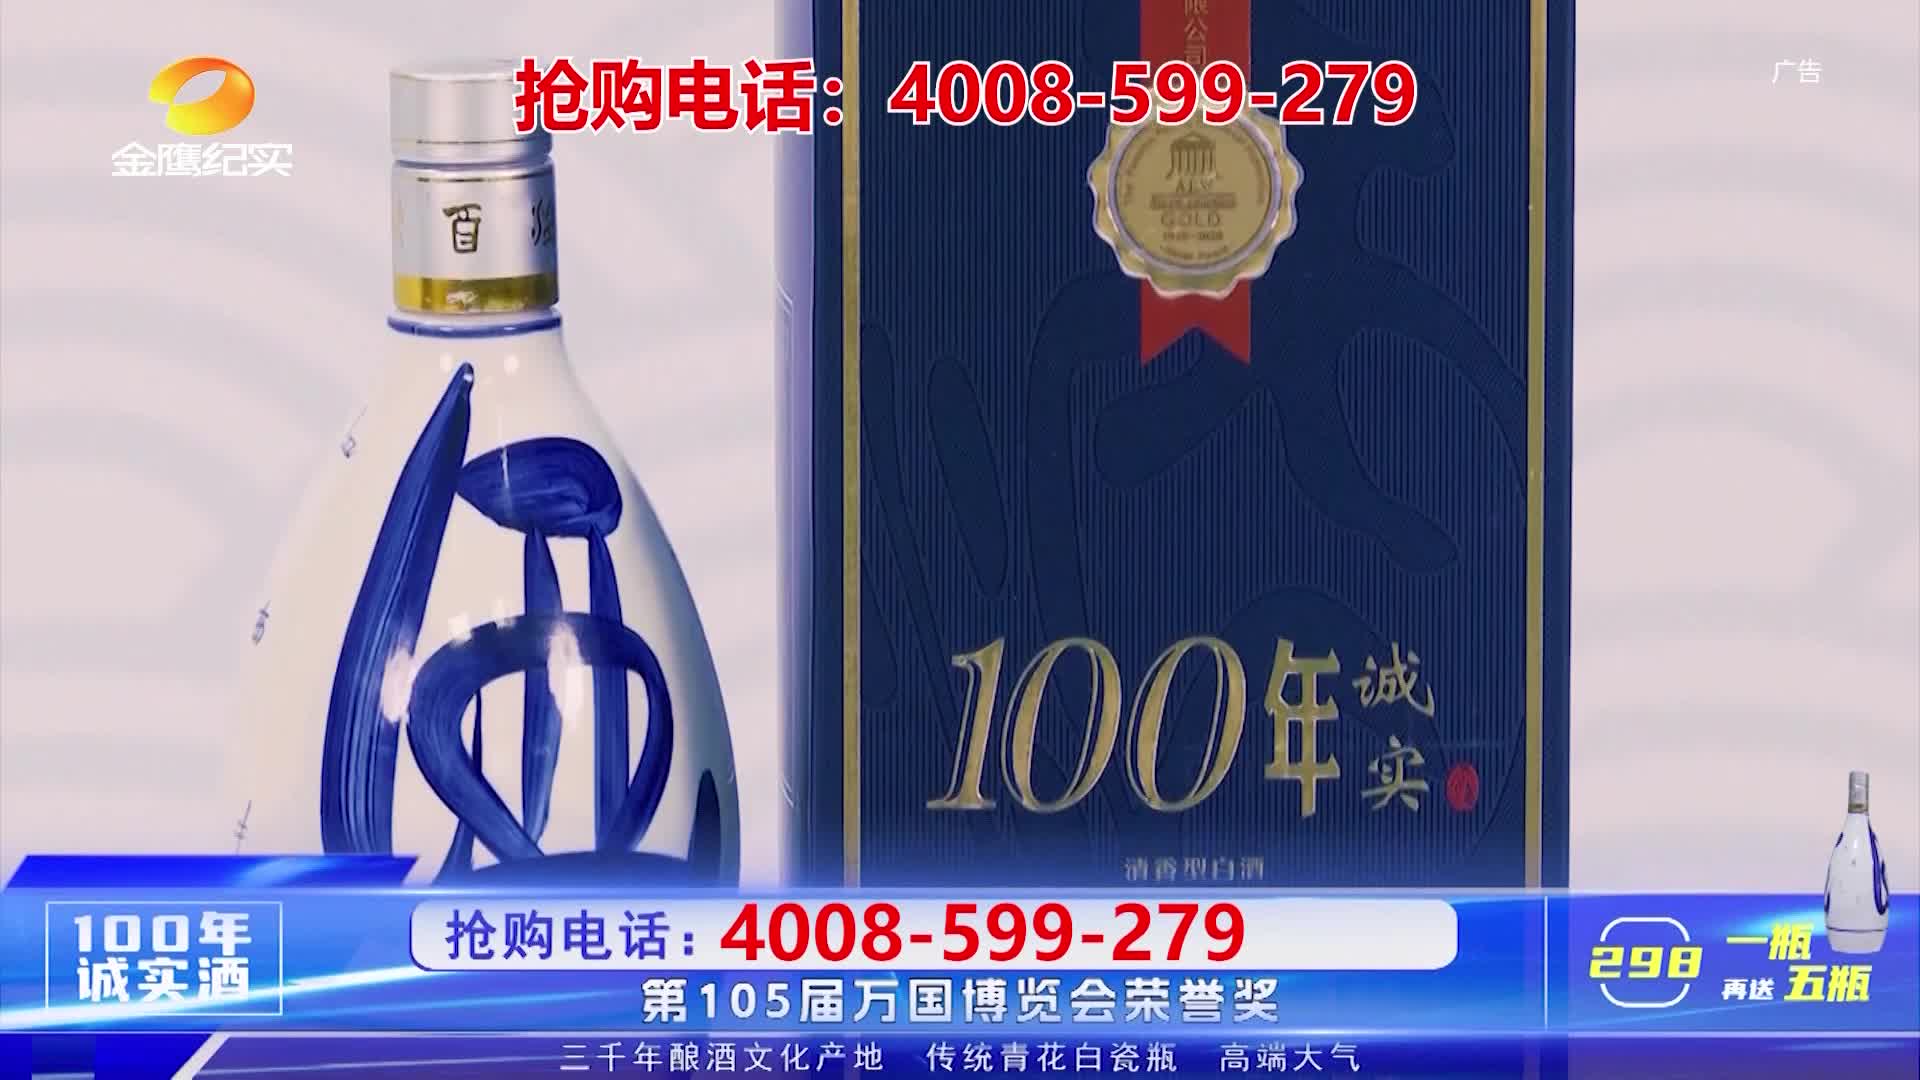 限公司
抢购电话：4008-599-279
广告
金鹰纪实
百
GOLD
100年诚实
清香型白酒
100年
诚实酒
抢购电话：4008-599-279
第105届万国博览会荣誉奖
298
一瓶
再送 五瓶
三千年酿酒文化产地 传统青花白瓷瓶 高端大气